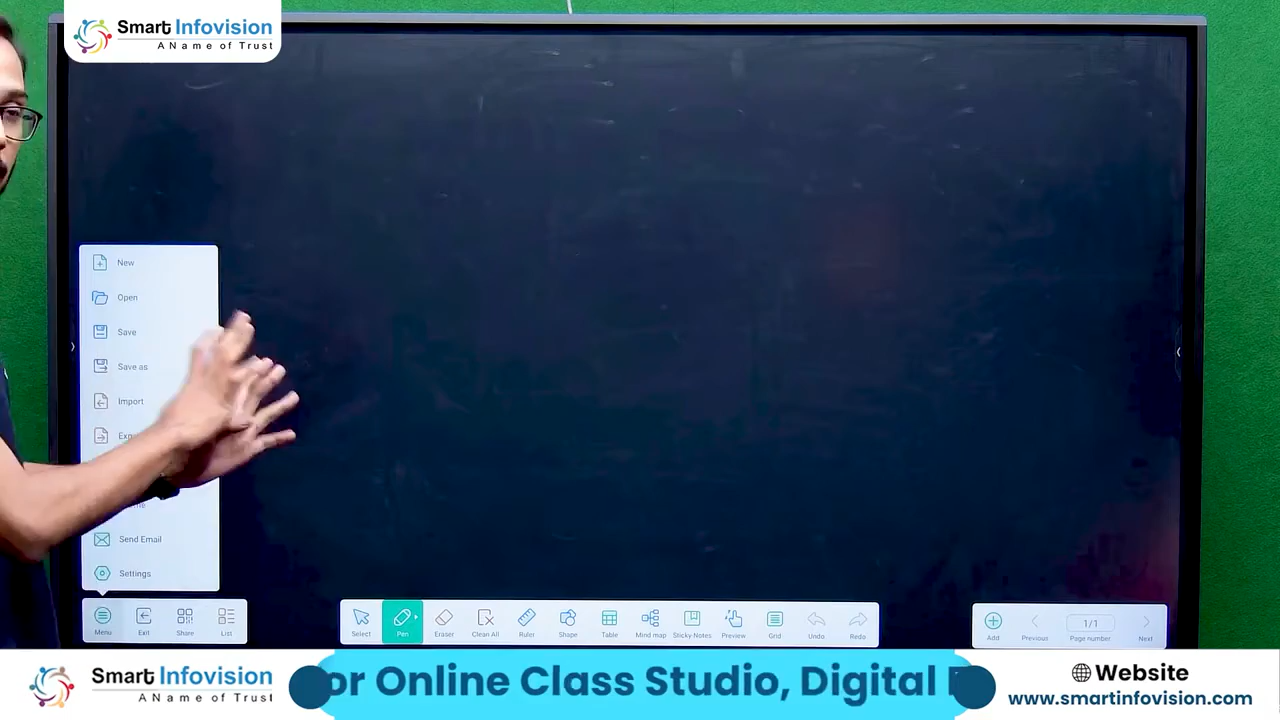 Smart Infovision
A Name of Trust
New
Open
Save
Save as
Import
Send Email
Settings
Menu
Exit
Share
List
Select
Pen
Eraser
Clean All
Ruler
Shape
Table
Mind map
Sticky Notes
Preview
Grid
Undo
Redo
Add
Previous
1/1
Page number
Next
Smart Infovision
A Name of Trust
or Online Class Studio, Digital
Website
www.smartinfovision.com